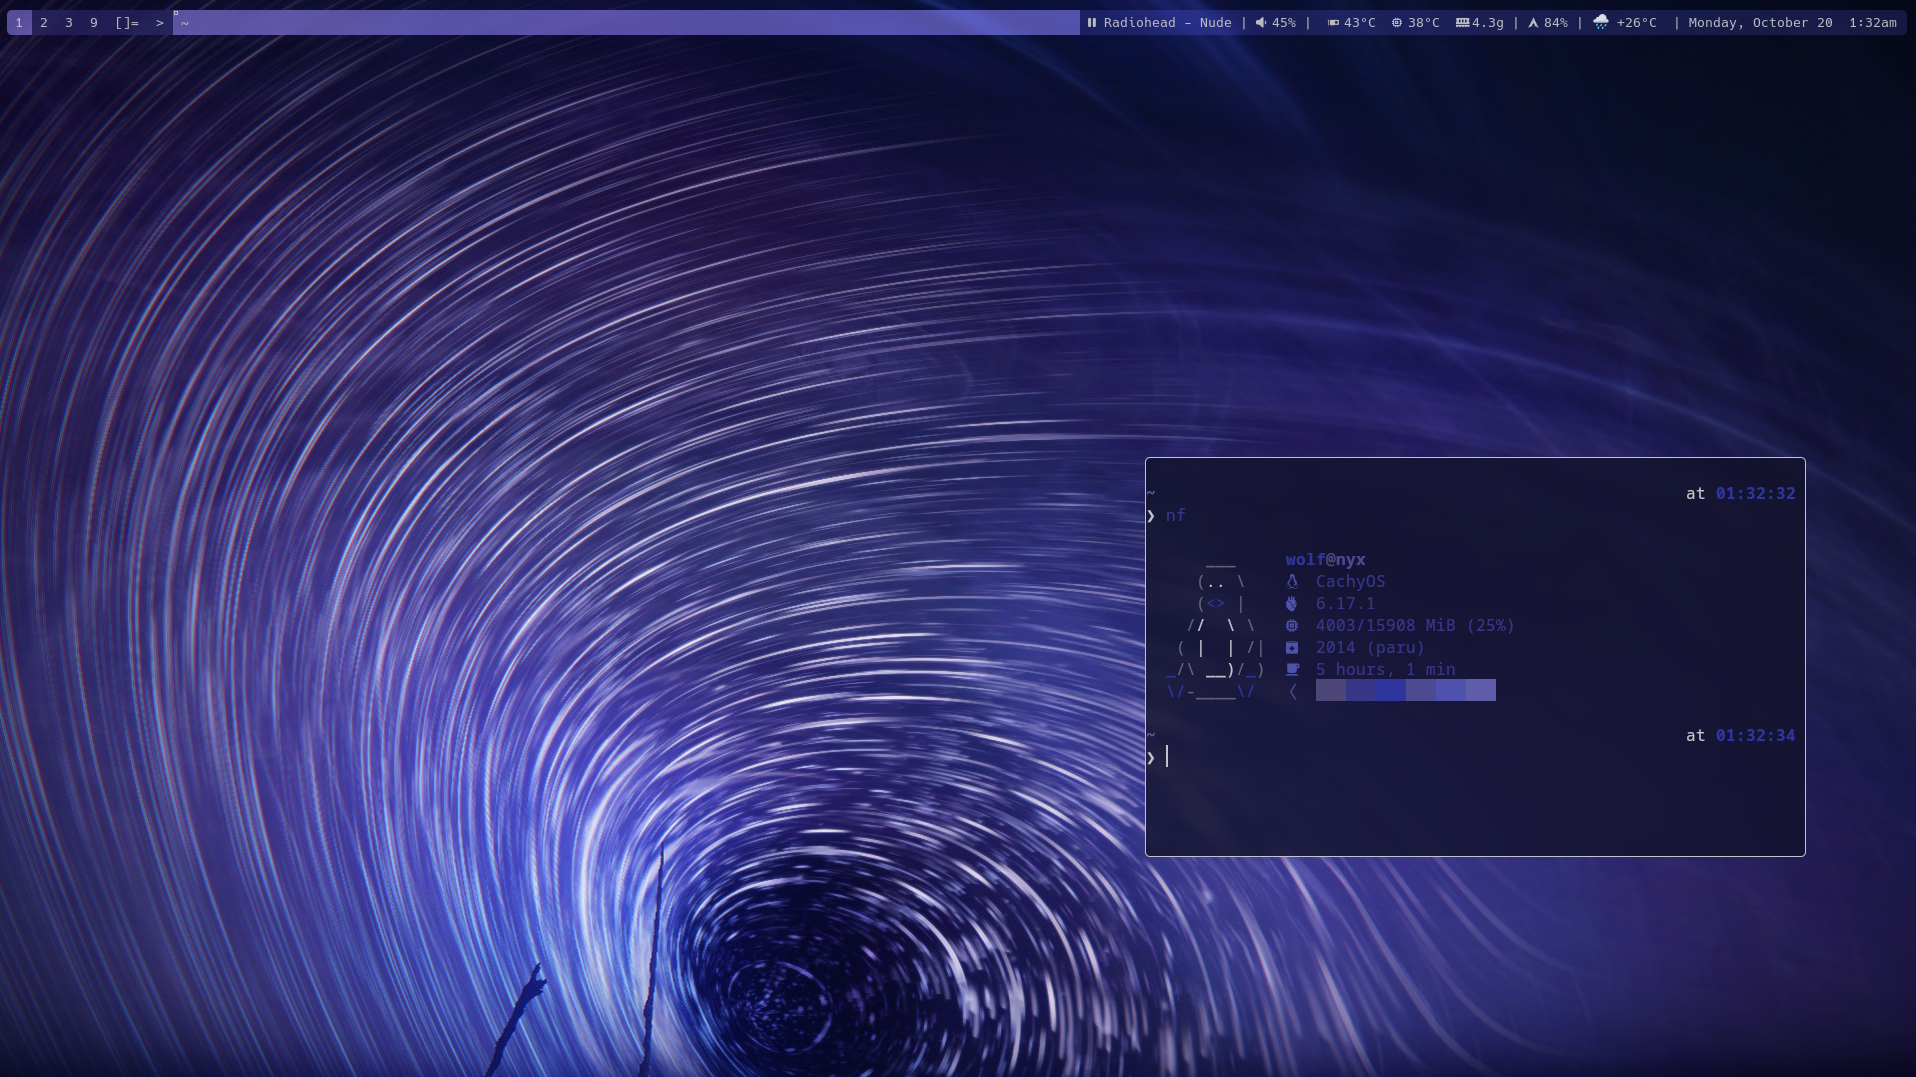 1 2 3 9 []= > ~ Radiohead – Nude | 45% | 43°C 38°C 4.3g | 84% | +26°C | Monday, October 20 1:32am
~ at 01:32:32
❯ nf
wolf@nyx
___
(.. \ CachyOS
(<> | 6.17.1
// \ \ 4003/15908 MiB (25%)
( | | /| 2014 (paru)
_/\ __)/_) 5 hours, 1 min
\/-____\/ 〈
~ at 01:32:34
❯